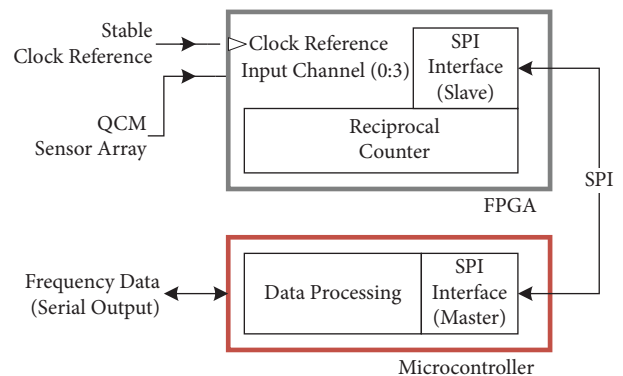 Stable
Clock Reference
Clock Reference
Input Channel (0:3)
SPI
Interface
(Slave)
QCM
Sensor Array
Reciprocal
Counter
FPGA
SPI
Frequency Data
(Serial Output)
Data Processing
SPI
Interface
(Master)
Microcontroller